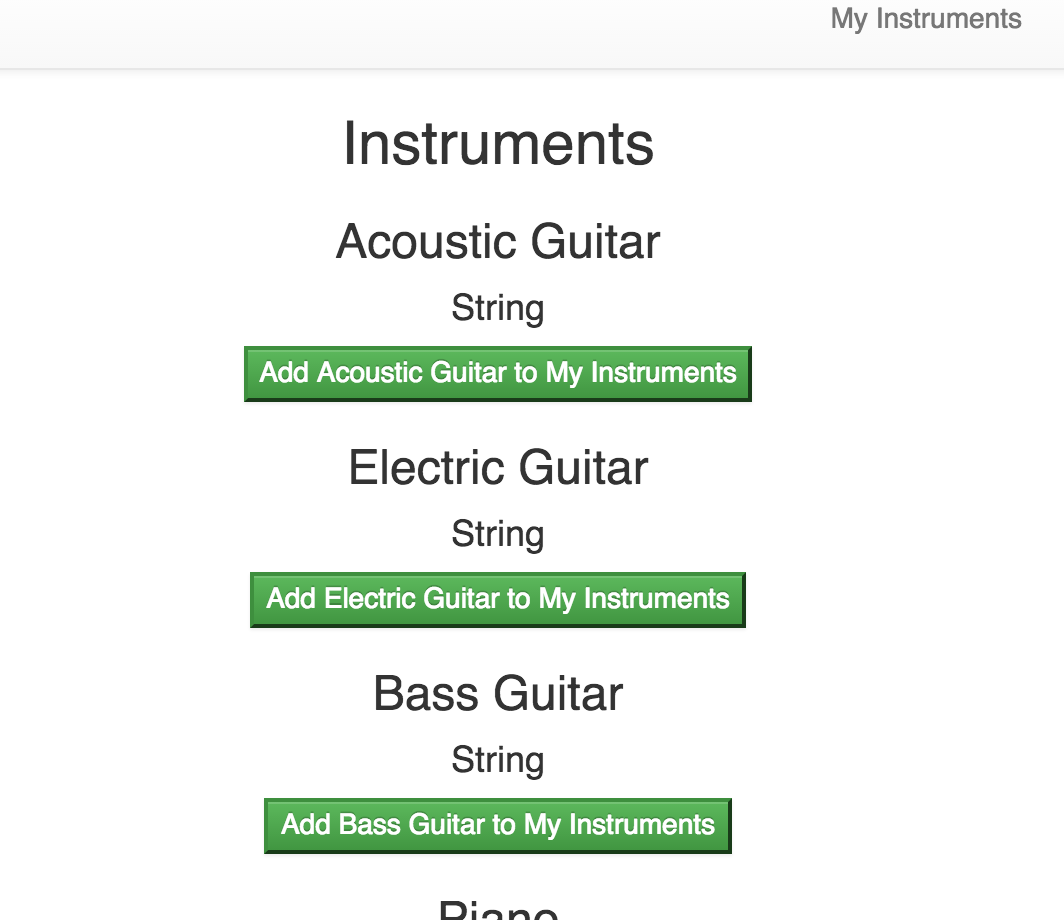 My Instruments
Instruments
Acoustic Guitar
String
Add Acoustic Guitar to My Instruments
Electric Guitar
String
Add Electric Guitar to My Instruments
Bass Guitar
String
Add Bass Guitar to My Instruments
Piano